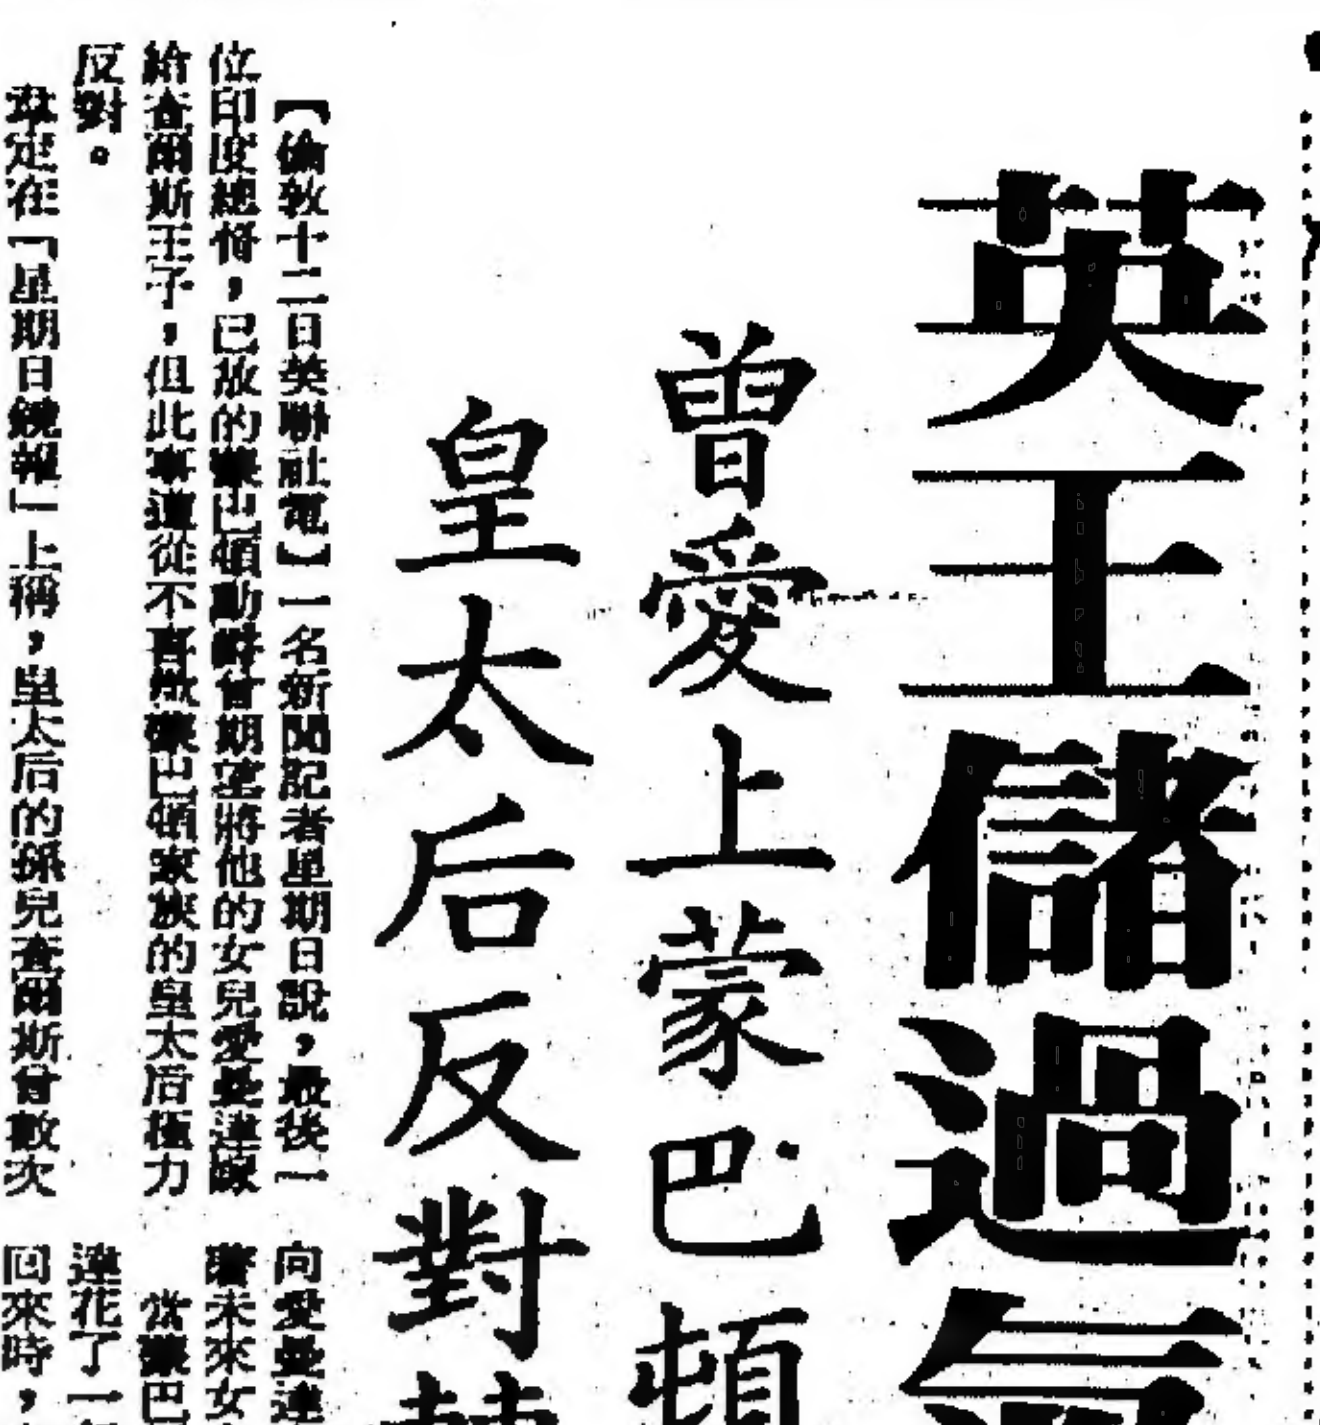 英王儲過氣
曾愛上蒙巴頓
皇太后反對
【倫敦十二日美聯社電】一名新聞記者星期日說，最後一
位印度總督，已故的蒙巴頓勳爵曾期望將他的女兒愛曼達嫁
給查爾斯王子，但此事遭從不喜歡蒙巴頓家族的皇太后極力
反對。
韋定在「星期日鏡報」上稱，皇太后的孫兒查爾斯曾數次
向愛曼達
未來女
當蒙巴
達花了一
回來時，